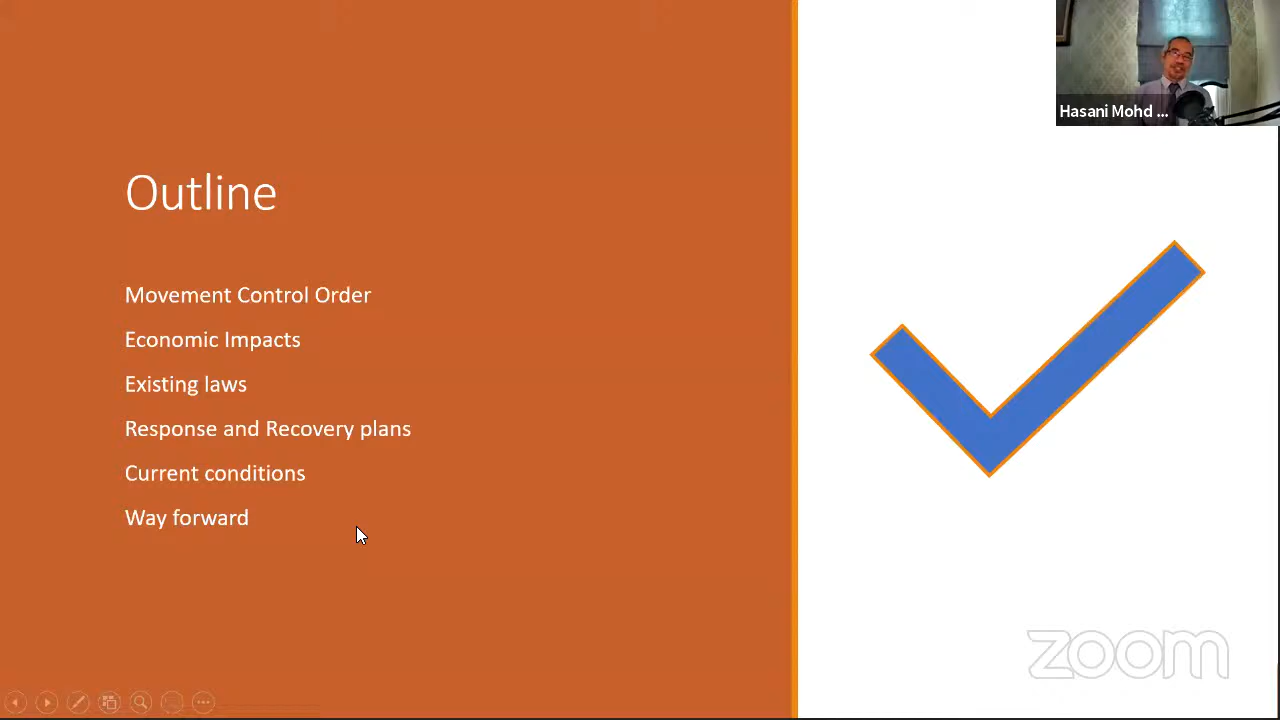 Hasani Mohd ...
Outline
Movement Control Order
Economic Impacts
Existing laws
Response and Recovery plans
Current conditions
Way forward
zoom